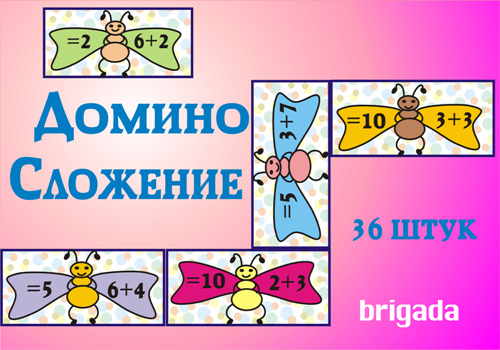 =2 6+2
Домино
Сложение
3+7
=5
=10 3+3
36 штук
=5 6+4
=10 2+3
brigada